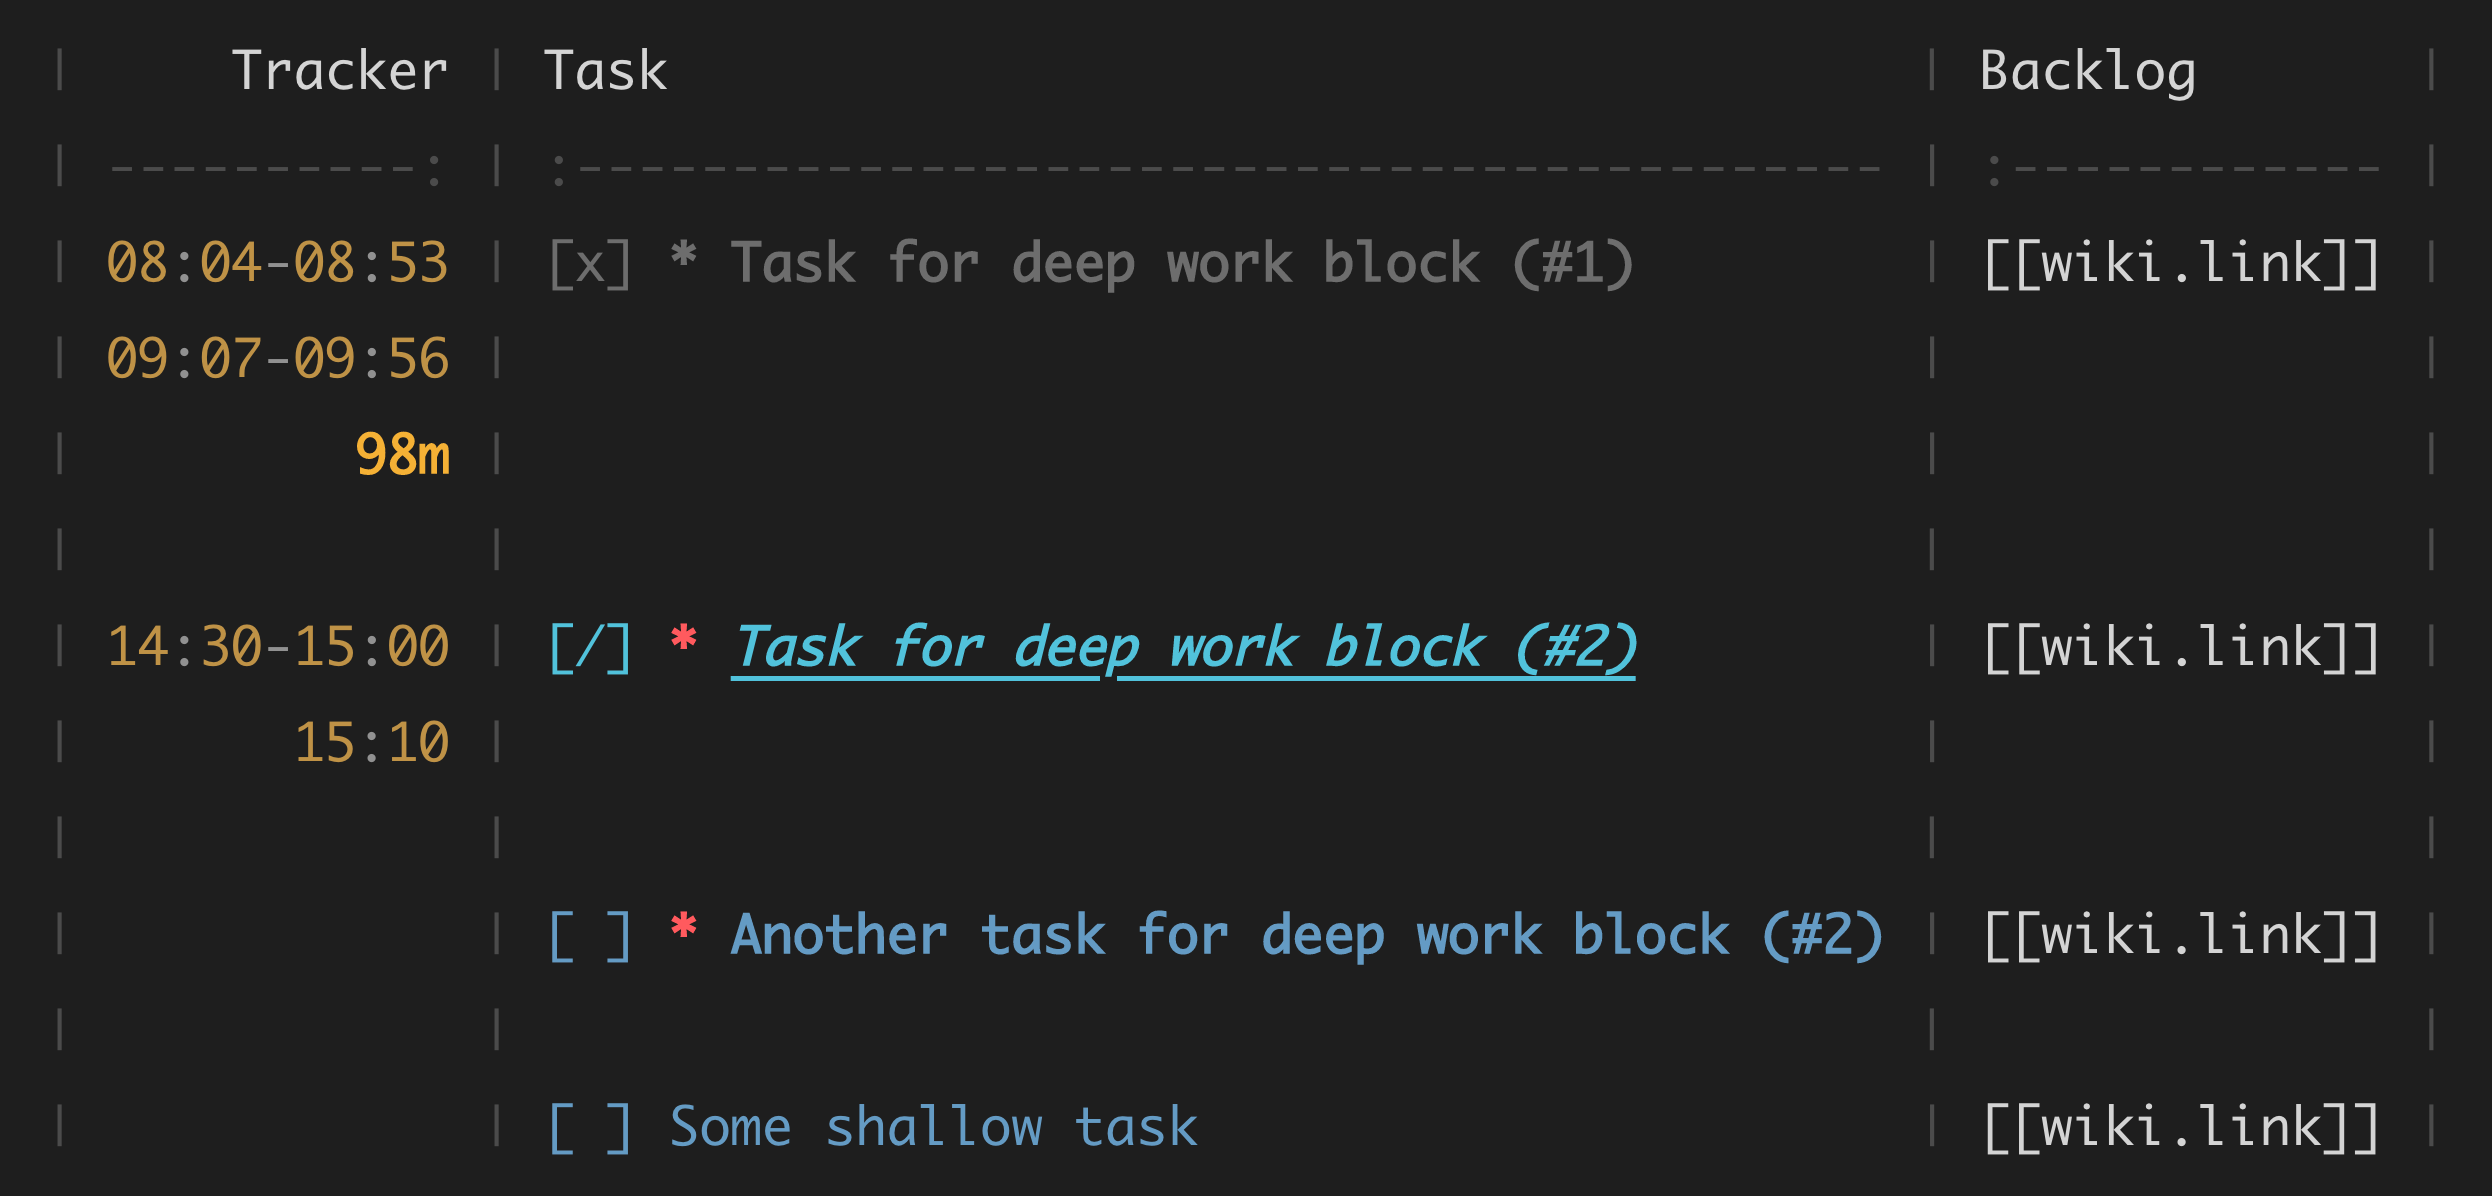 |    Tracker | Task                                       | Backlog      |
| ----------: | :------------------------------------------ | :------------ |
| 08:04-08:53 | [x] * Task for deep work block (#1)         | [[wiki.link]] |
| 09:07-09:56 |                                             |               |
|         98m |                                             |               |
|             |                                             |               |
| 14:30-15:00 | [/] * Task for deep work block (#2)         | [[wiki.link]] |
|       15:10 |                                             |               |
|             |                                             |               |
|             | [ ] * Another task for deep work block (#2) | [[wiki.link]] |
|             |                                             |               |
|             | [ ] Some shallow task                       | [[wiki.link]] |